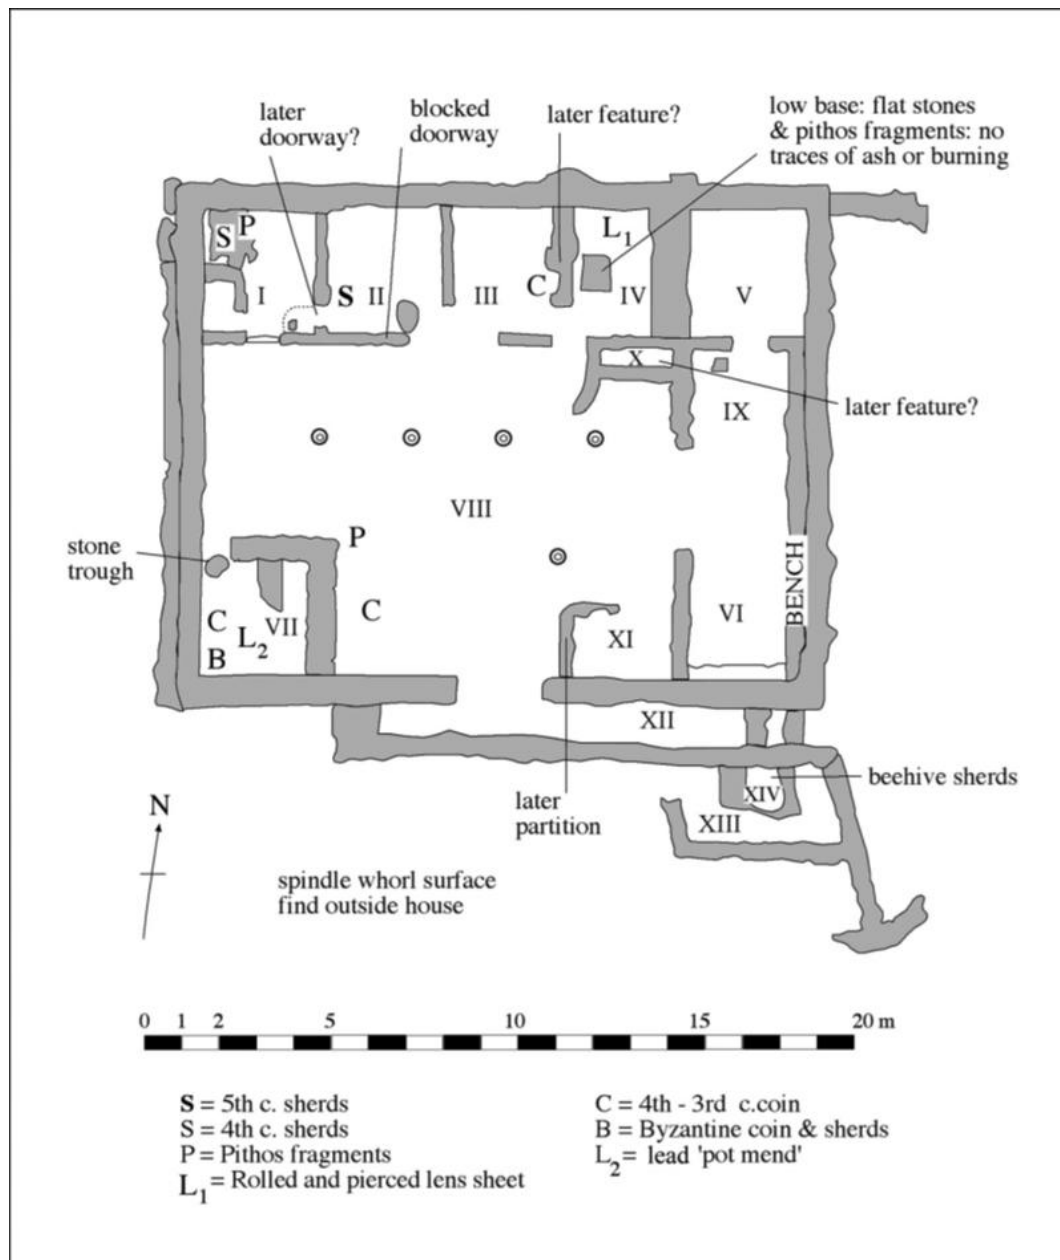 later
doorway?
blocked
doorway
later feature?
low base: flat stones
& pithos fragments: no
traces of ash or burning
S P
L1
C
I
S II
III
IV
V
X
IX
later feature?
VIII
stone
trough
P
C
C
L2
VII
B
XI
VI
BENCH
XII
beehive sherds
XIV
XIII
later
partition
N
spindle whorl surface
find outside house
0 1 2 5 10 15 20 m
S = 5th c. sherds
S = 4th c. sherds
P = Pithos fragments
L1 = Rolled and pierced lens sheet
C = 4th - 3rd c.coin
B = Byzantine coin & sherds
L2= lead 'pot mend'